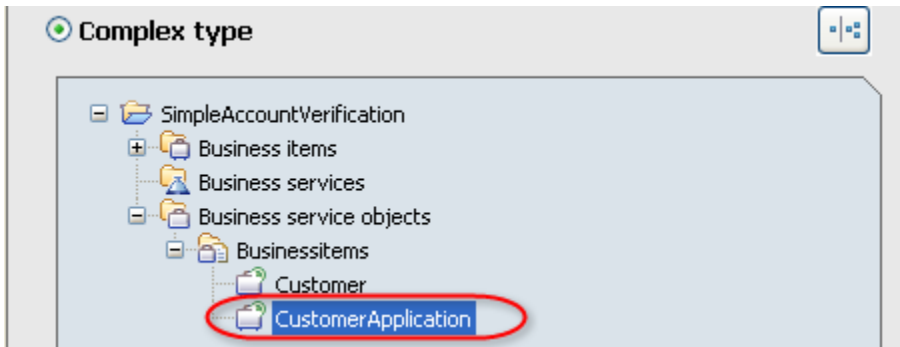 Complex type
SimpleAccountVerification
Business items
Business services
Business service objects
Businessitems
Customer
CustomerApplication